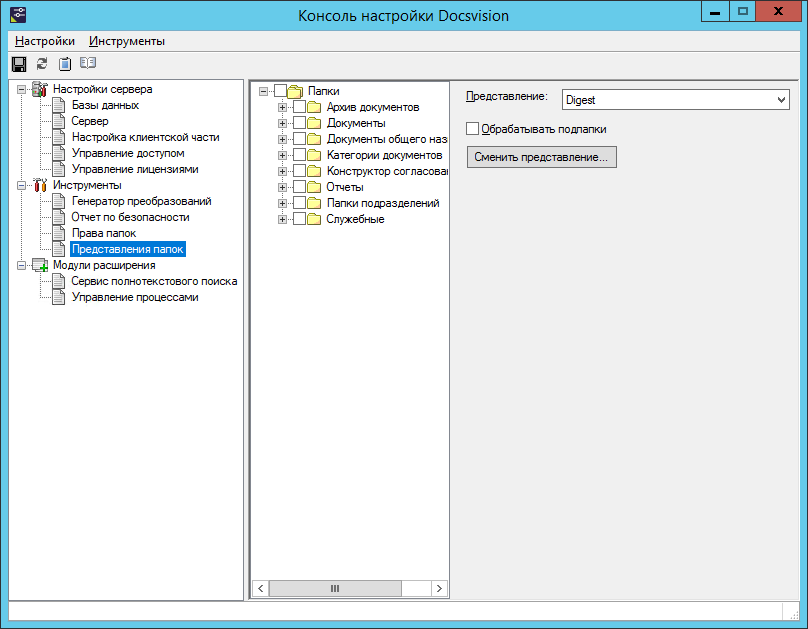 Консоль настройки Docsvision
Настройки Инструменты
Настройки сервера
Базы данных
Сервер
Настройка клиентской части
Управление доступом
Управление лицензиями
Инструменты
Генератор преобразований
Отчет по безопасности
Права папок
Представления папок
Модули расширения
Сервис полнотекстового поиска
Управление процессами
Папки
Архив документов
Документы
Документы общего наз
Категории документов
Конструктор согласова
Отчеты
Папки подразделений
Служебные
Представление: Digest
Обрабатывать подпапки
Сменить представление...